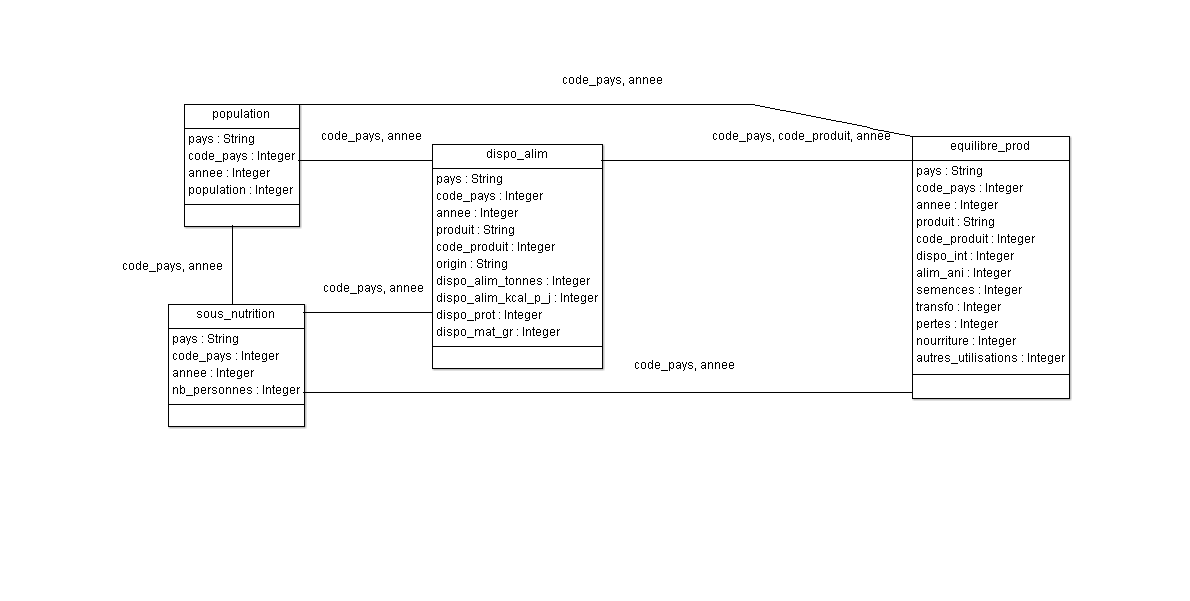 code_pays, annee
population
pays : String
code_pays : Integer
annee : Integer
population : Integer
code_pays, annee
code_pays, code_produit, annee
dispo_alim
pays : String
code_pays : Integer
annee : Integer
produit : String
code_produit : Integer
origin : String
dispo_alim_tonnes : Integer
dispo_alim_kcal_p_j : Integer
dispo_prot : Integer
dispo_mat_gr : Integer
equilibre_prod
pays : String
code_pays : Integer
annee : Integer
produit : String
code_produit : Integer
dispo_int : Integer
alim_ani : Integer
semences : Integer
transfo : Integer
pertes : Integer
nourriture : Integer
autres_utilisations : Integer
code_pays, annee
code_pays, annee
sous_nutrition
pays : String
code_pays : Integer
annee : Integer
nb_personnes : Integer
code_pays, annee